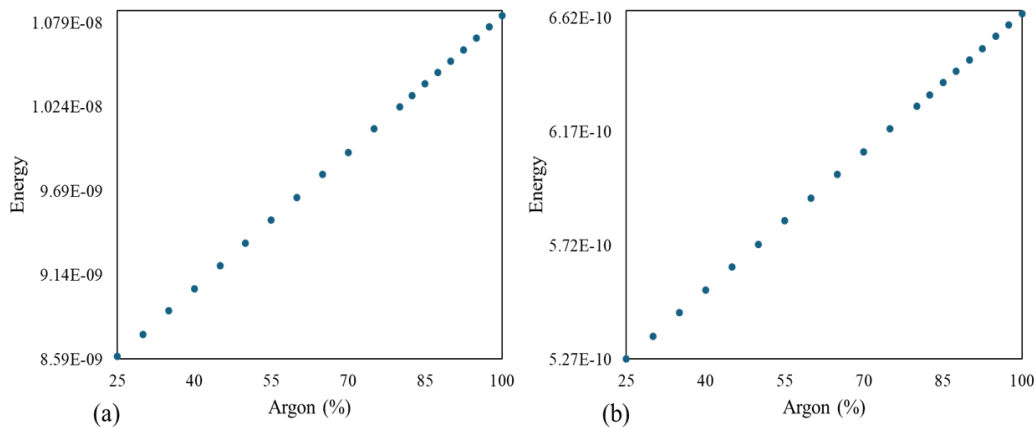 1.079E-08
1.024E-08
9.69E-09
9.14E-09
8.59E-09
Energy
25 40 55 70 85 100
Argon (%)
(a)
6.62E-10
6.17E-10
5.72E-10
5.27E-10
Energy
25 40 55 70 85 100
Argon (%)
(b)